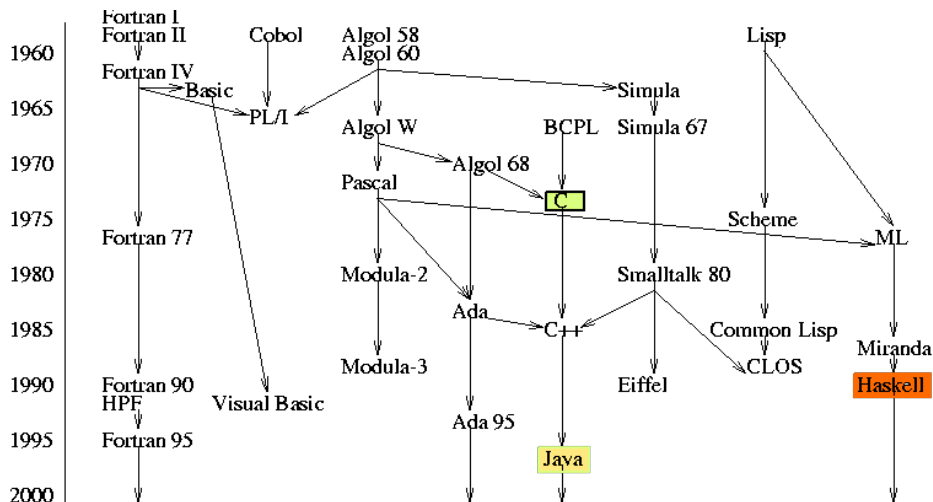 Fortran I
Fortran II Cobol Algol 58 Lisp
1960 Algol 60
Fortran IV
Basic Simula
1965 PL/I
Algol W BCPL Simula 67
1970 Algol 68
Pascal
C
1975 Scheme
Fortran 77 ML
1980 Modula-2 Smalltalk 80
Ada
1985 C++ Common Lisp
Miranda
Modula-3 CLOS
1990 Fortran 90 Eiffel Haskell
HPF Visual Basic
Ada 95
1995 Fortran 95
Java
2000